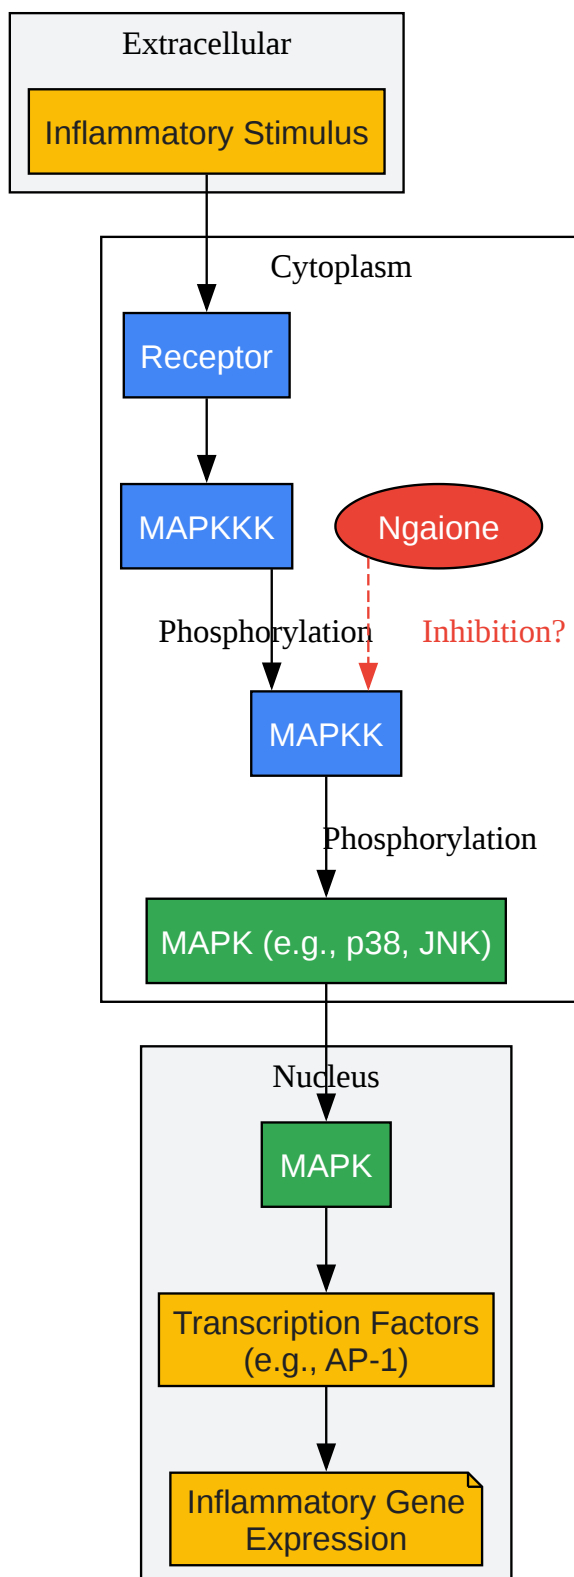 Extracellular
Inflammatory Stimulus
Cytoplasm
Receptor
MAPKKK
Ngaione
Phosphorylation
Inhibition?
MAPKK
Phosphorylation
MAPK (e.g., p38, JNK)
Nucleus
MAPK
Transcription Factors
(e.g., AP-1)
Inflammatory Gene
Expression